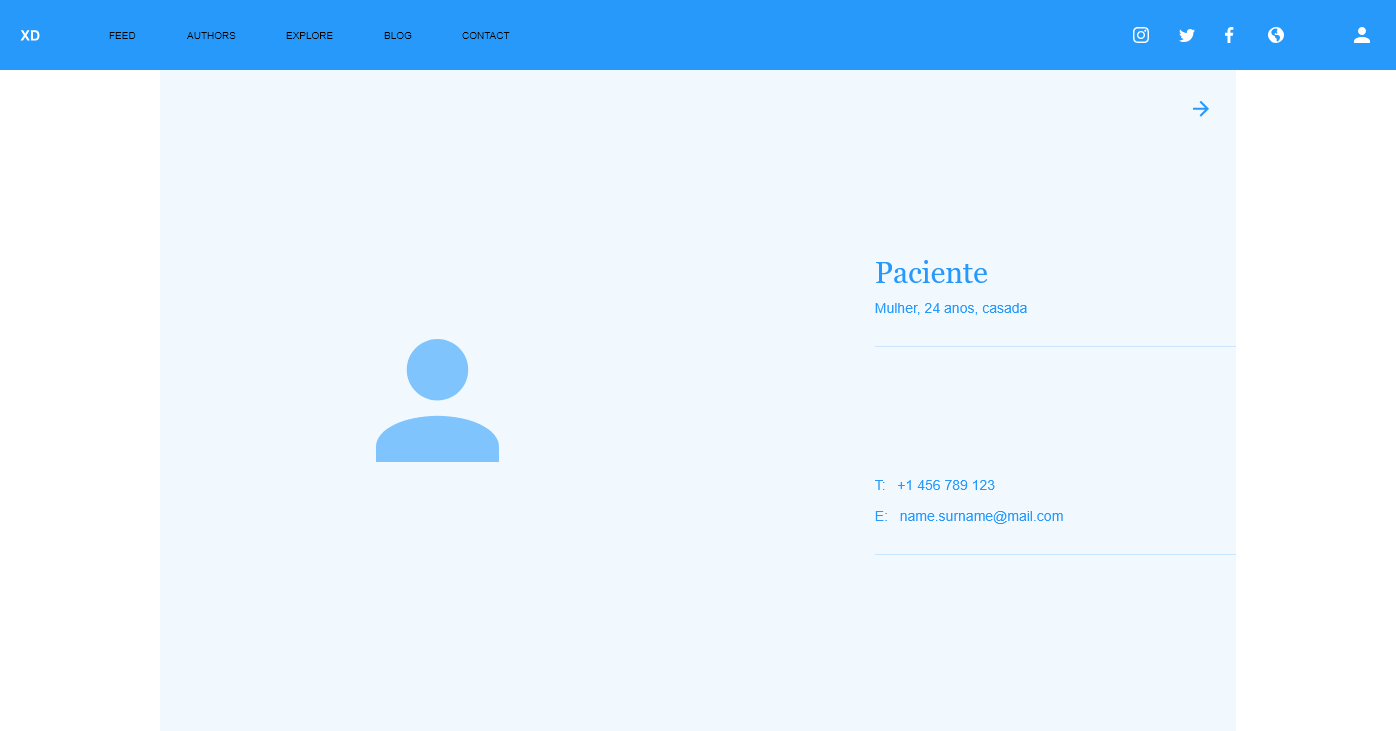 XD FEED AUTHORS EXPLORE BLOG CONTACT
Paciente
Mulher, 24 anos, casada
T: +1 456 789 123
E: name.surname@mail.com